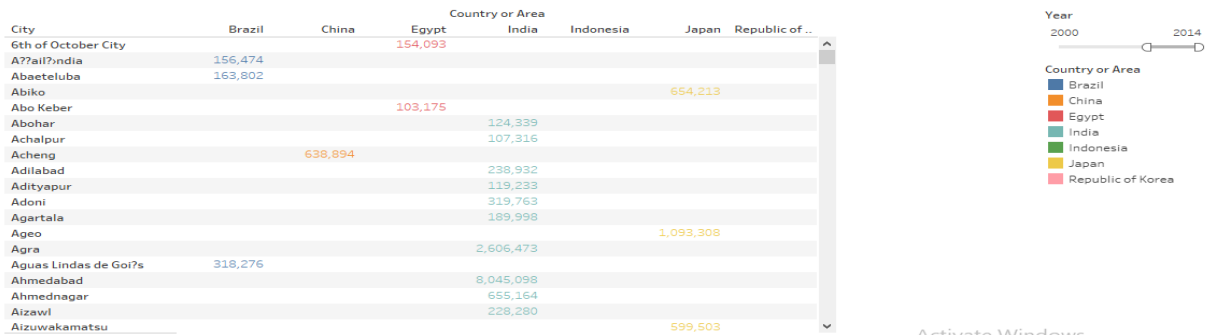 Country or Area
City Brazil China Egypt India Indonesia Japan Republic of ..
6th of October City 154,093
A??ail?›ndia 156,474
Abaeteluba 163,802
Abiko 654,213
Abo Keber 103,175
Abohar 124,339
Achalpur 107,316
Acheng 638,894
Adilabad 238,932
Adityapur 119,233
Adoni 319,763
Agartala 189,998
Ageo 1,093,308
Agra 2,606,473
Aguas Lindas de Goi?s 318,276
Ahmedabad 8,045,098
Ahmednagar 655,164
Aizawl 228,280
Aizuwakamatsu 599,503
Year
2000 2014
Country or Area
Brazil
China
Egypt
India
Indonesia
Japan
Republic of Korea
Activate Windows